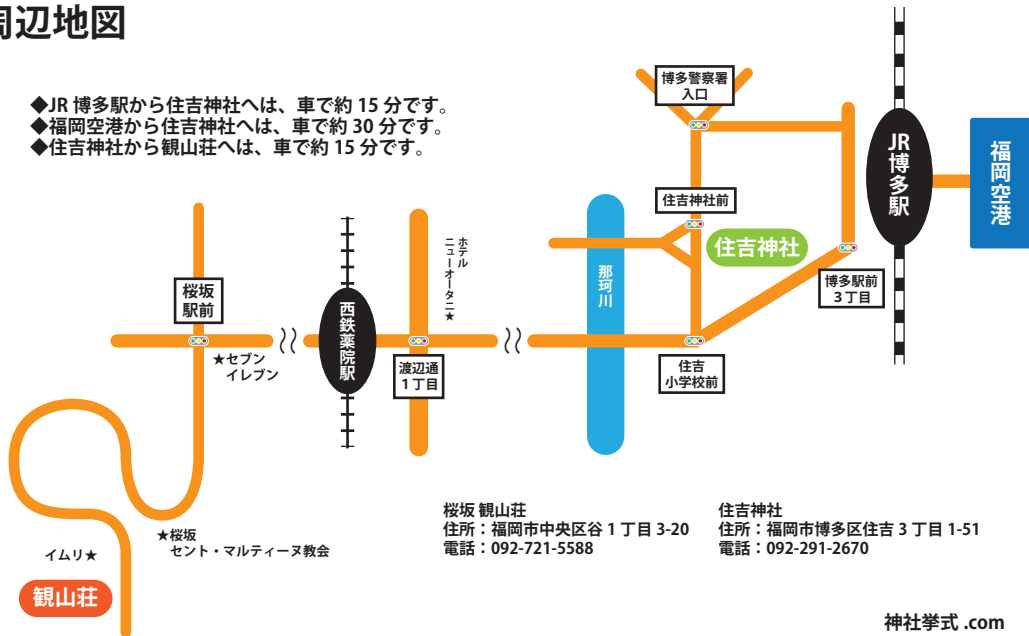 周辺地図
◆JR 博多駅から住吉神社へは、車で約 15 分です。
◆福岡空港から住吉神社へは、車で約 30 分です。
◆住吉神社から観山荘へは、車で約 15 分です。
博多警察署
入口
JR博多駅
福岡空港
住吉神社前
住吉神社
博多駅前
3丁目
那珂川
ホテル
ニューオータニ★
桜坂
駅前
西鉄薬院駅
★セブン
イレブン
渡辺通
1丁目
住吉
小学校前
★桜坂
セント・マルティーヌ教会
イムリ★
観山荘
桜坂 観山荘
住所：福岡市中央区谷 1 丁目 3-20
電話：092-721-5588
住吉神社
住所：福岡市博多区住吉 3 丁目 1-51
電話：092-291-2670
神社挙式 .com